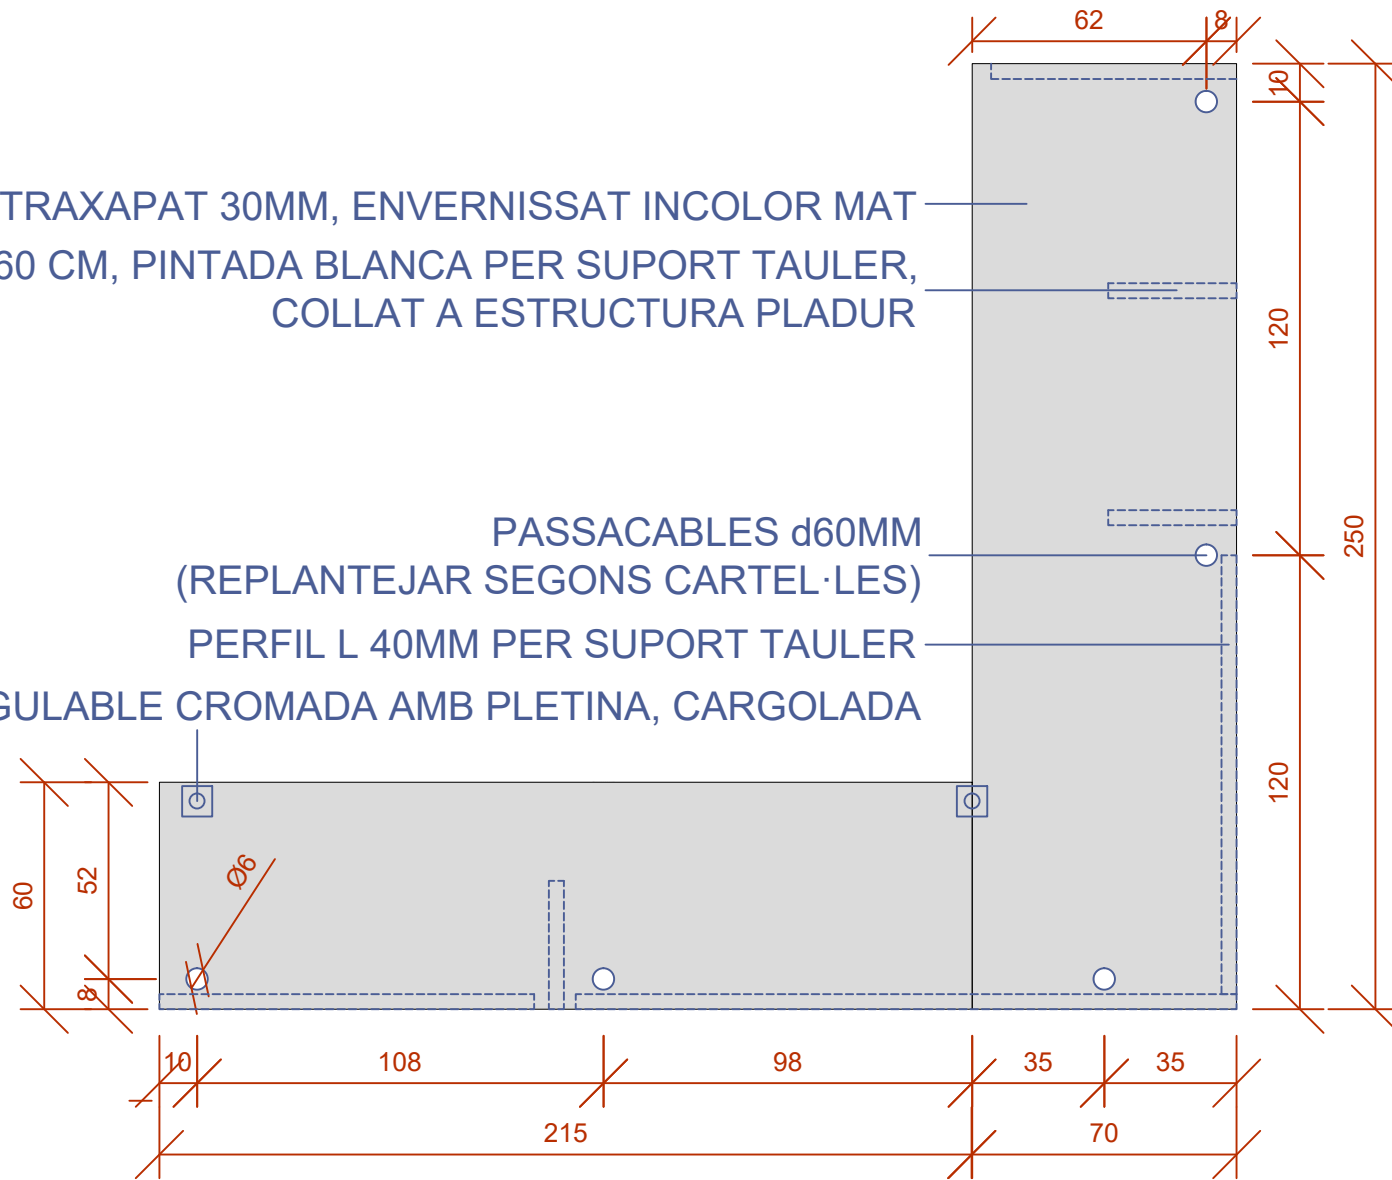 62
8
10
TRAXAPAT 30MM, ENVERNISSAT INCOLOR MAT
60 CM, PINTADA BLANCA PER SUPORT TAULER,
COLLAT A ESTRUCTURA PLADUR
120
250
PASSACABLES d60MM
(REPLANTEJAR SEGONS CARTEL·LES)
PERFIL L 40MM PER SUPORT TAULER
GULABLE CROMADA AMB PLETINA, CARGOLADA
120
60
52
Ø6
8
10
108
98
35
35
215
70